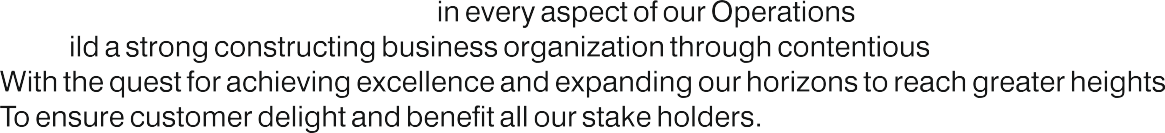 in every aspect of our Operations
ild a strong constructing business organization through contentious
With the quest for achieving excellence and expanding our horizons to reach greater heights
To ensure customer delight and benefit all our stake holders.